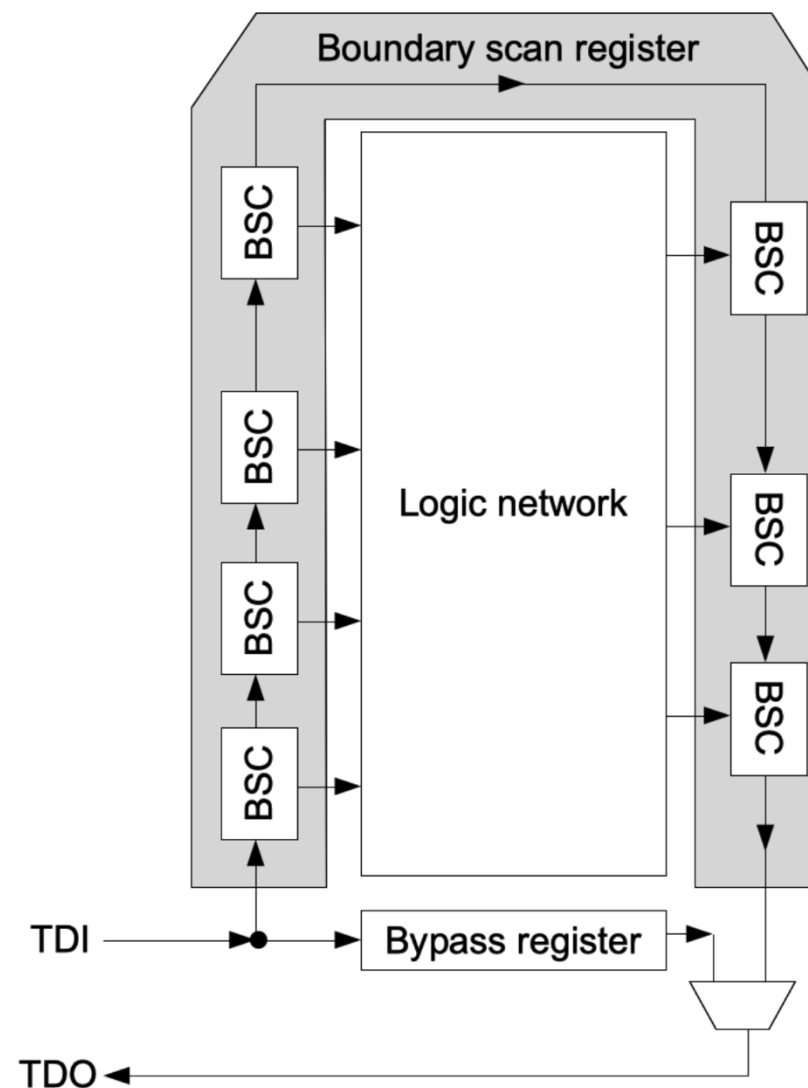 Boundary scan register
BSC
BSC
BSC
BSC
BSC
Logic network
BSC
BSC
TDI
Bypass register
TDO